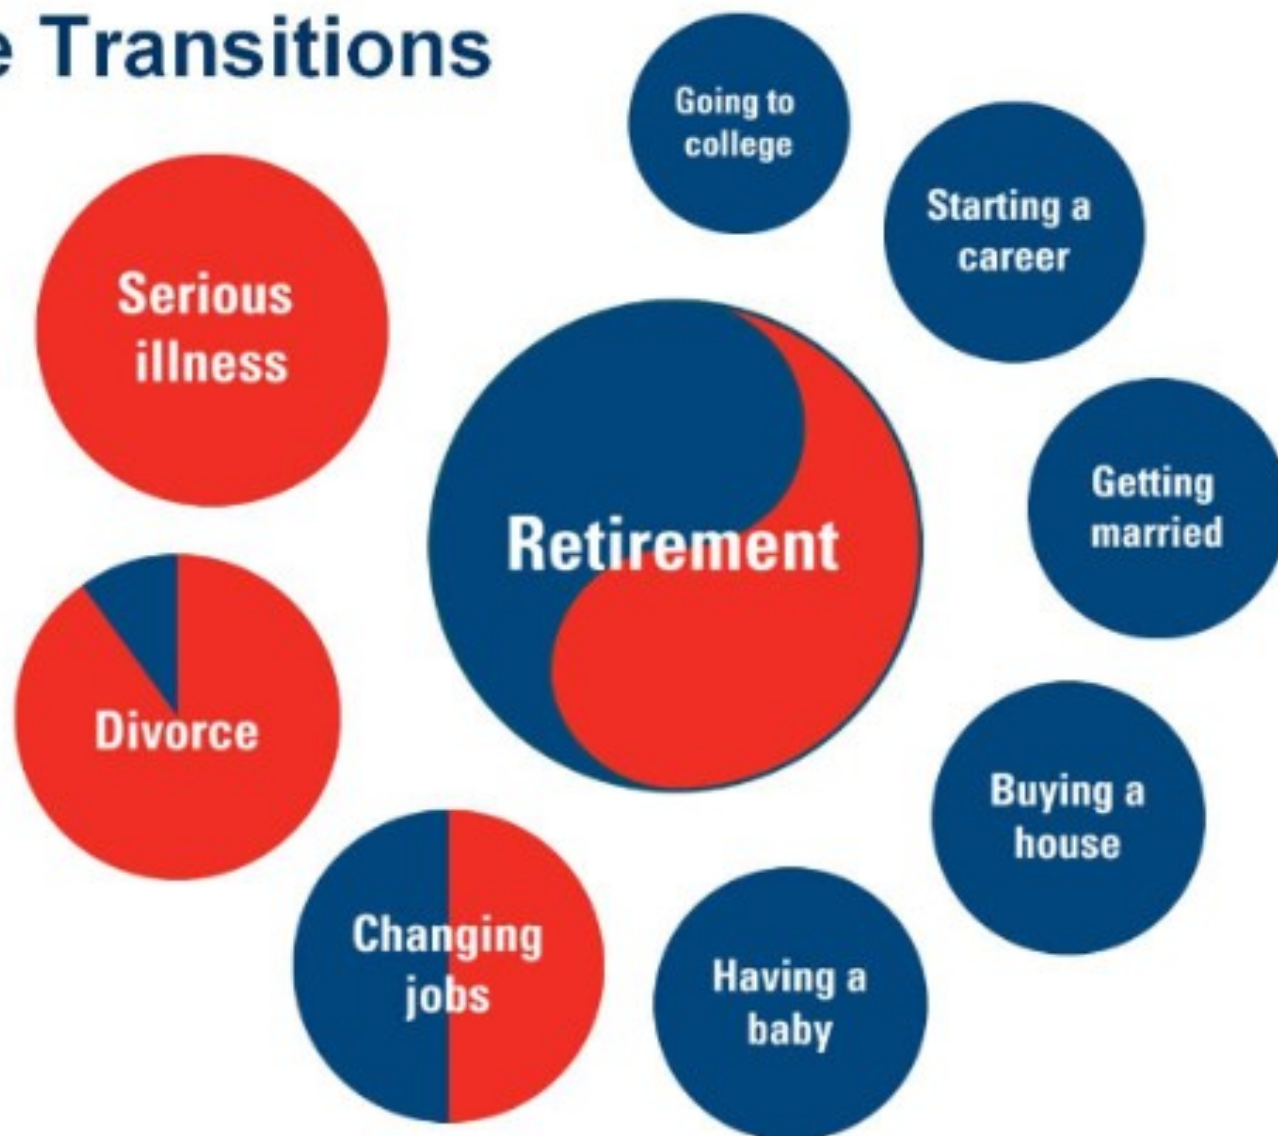 e Transitions
Going to
college
Starting a
career
Serious
illness
Getting
married
Retirement
Divorce
Buying a
house
Changing
jobs
Having a
baby